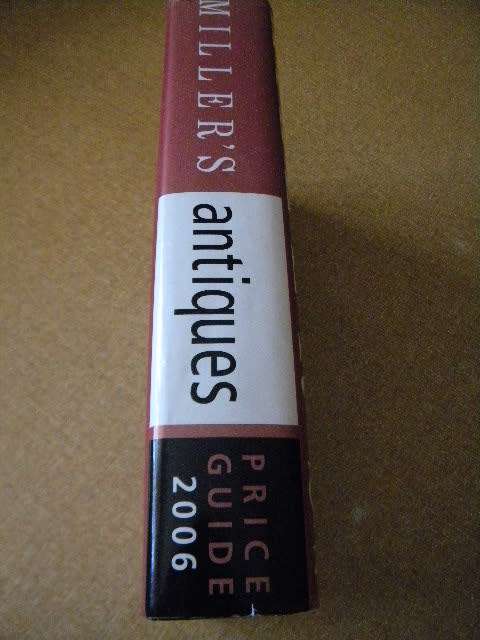 MILLER'S
antiques
PRICE
GUIDE
2006